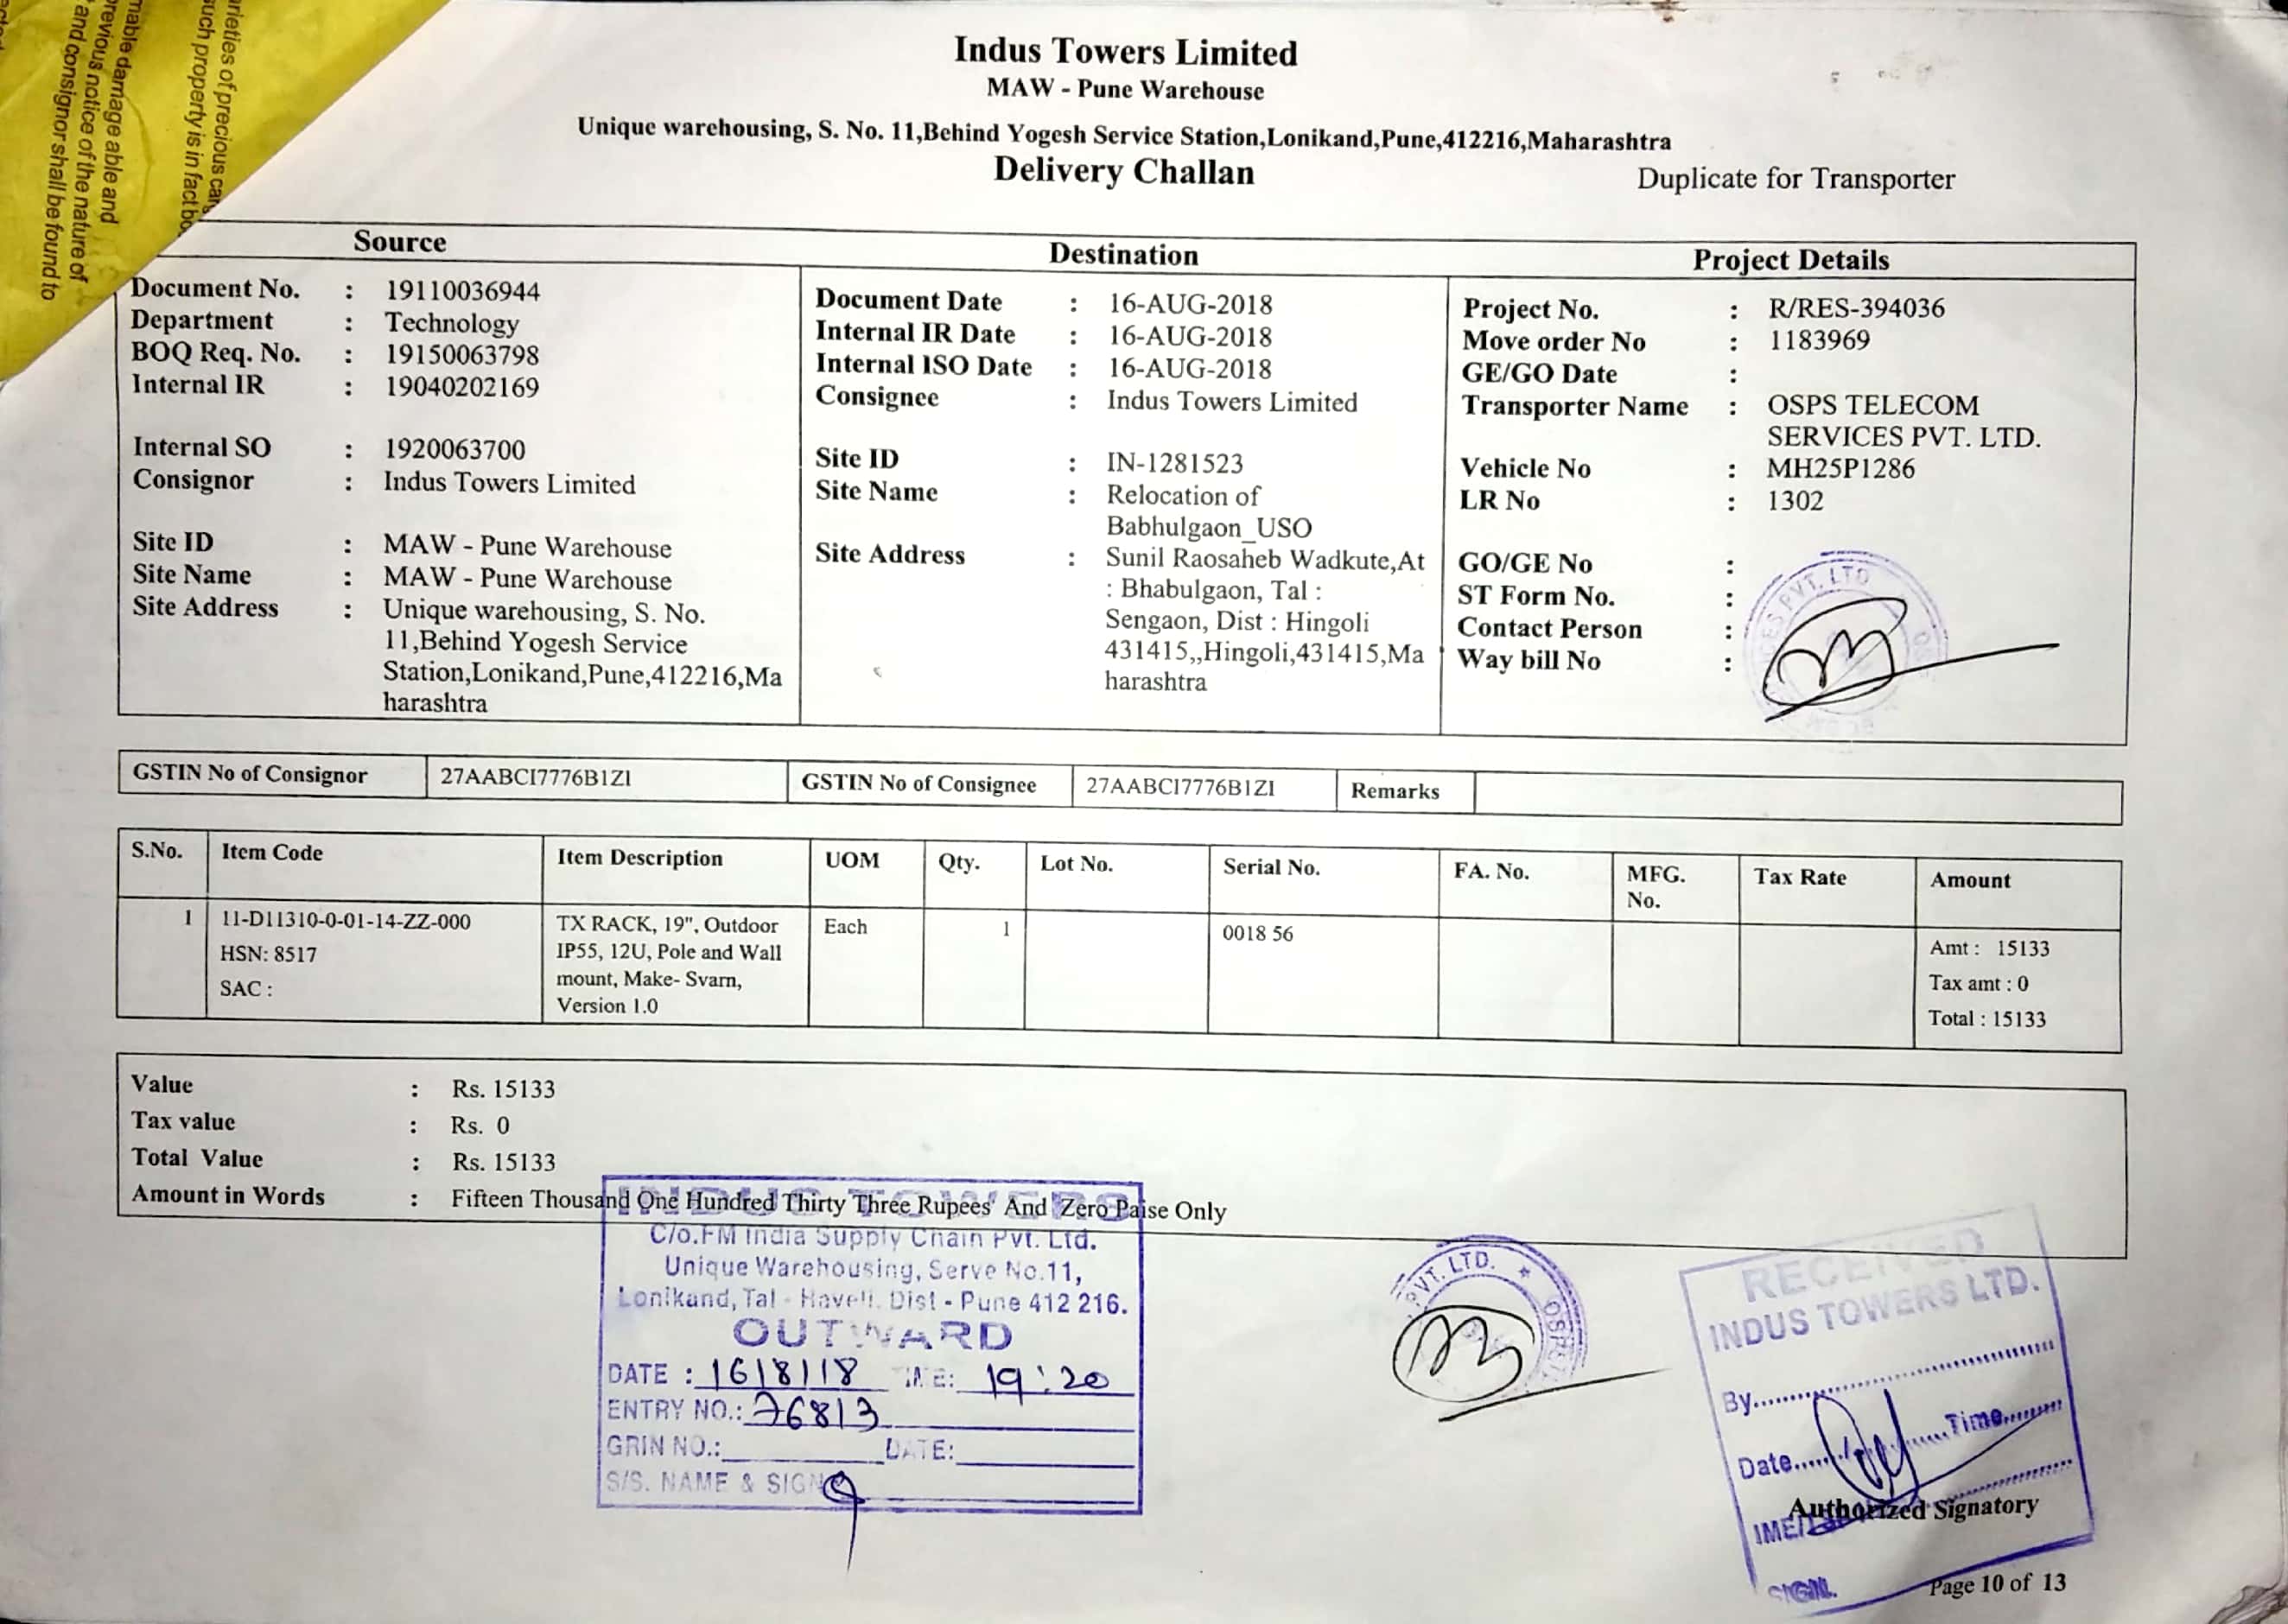 arieties of precious car
such property is in fact bo
nable damage able and
previous notice of the nature of
and consignor shall be found to
Indus Towers Limited
MAW - Pune Warehouse
Unique warehousing, S. No. 11,Behind Yogesh Service Station,Lonikand,Pune,412216,Maharashtra
Delivery Challan
Duplicate for Transporter
Source
Document No. : 19110036944
Department : Technology
BOQ Req. No. : 19150063798
Internal IR : 19040202169
Internal SO : 1920063700
Consignor : Indus Towers Limited
Site ID : MAW - Pune Warehouse
Site Name : MAW - Pune Warehouse
Site Address : Unique warehousing, S. No.
11,Behind Yogesh Service
Station,Lonikand,Pune,412216,Ma
harashtra
Destination
Document Date : 16-AUG-2018
Internal IR Date : 16-AUG-2018
Internal ISO Date : 16-AUG-2018
Consignee : Indus Towers Limited
Site ID : IN-1281523
Site Name : Relocation of
Babhulgaon_USO
Site Address : Sunil Raosaheb Wadkute,At
: Bhabulgaon, Tal :
Sengaon, Dist : Hingoli
431415,,Hingoli,431415,Ma
harashtra
Project Details
Project No. : R/RES-394036
Move order No : 1183969
GE/GO Date :
Transporter Name : OSPS TELECOM
SERVICES PVT. LTD.
Vehicle No : MH25P1286
LR No : 1302
GO/GE No :
ST Form No. :
Contact Person :
Way bill No :
PVT. LTD
GSTIN No of Consignor 27AABCI7776B1ZI GSTIN No of Consignee 27AABCI7776B1ZI Remarks
S.No. Item Code Item Description UOM Qty. Lot No. Serial No. FA. No. MFG. No. Tax Rate Amount
1 11-D11310-0-01-14-ZZ-000 TX RACK, 19", Outdoor Each 1 0018 56 Amt : 15133
HSN: 8517 IP55, 12U, Pole and Wall Tax amt : 0
SAC : mount, Make- Svarn, Total : 15133
Version 1.0
Value : Rs. 15133
Tax value : Rs. 0
Total Value : Rs. 15133
Amount in Words : Fifteen Thousand One Hundred Thirty Three Rupees And Zero Paise Only
INDUS TOWERS
C/o.FM India Supply Chain Pvt. Ltd.
Unique Warehousing, Serve No.11,
Lonikand, Tal - Haveli. Dist - Pune 412 216.
OUTWARD
DATE : 16/8/18 TIME: 19:20
ENTRY NO.: 76813
GRIN NO.: DATE:
S/S. NAME & SIGN
PVT. LTD. * OSPS
RECEIVED
INDUS TOWERS LTD.
By
Date Time
Authorized Signatory
SIGN.
Page 10 of 13